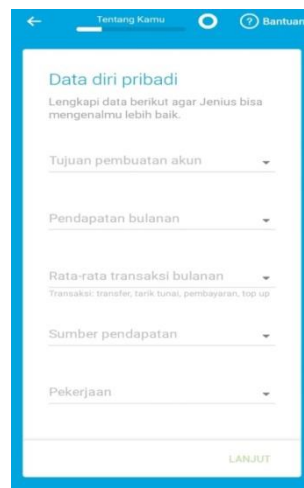 Tentang Kamu
Bantuan
Data diri pribadi
Lengkapi data berikut agar Jenius bisa
mengenalmu lebih baik.
Tujuan pembuatan akun
Pendapatan bulanan
Rata-rata transaksi bulanan
Transaksi: transfer, tarik tunai, pembayaran, top up
Sumber pendapatan
Pekerjaan
LANJUT